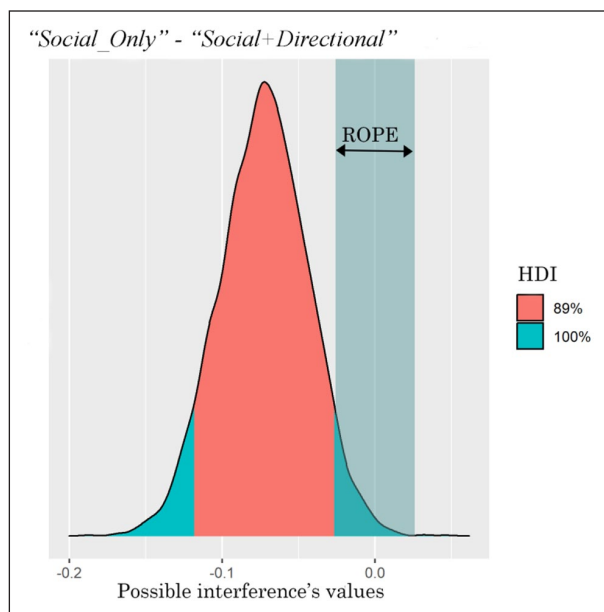 “Social_Only” - “Social+Directional”
ROPE
HDI
89%
100%
-0.2
-0.1
0.0
Possible interference’s values